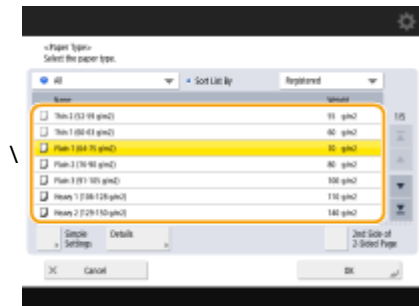 <Paper Type>
Select the paper type.
All
Sort List By
Registered
Name
Weight
Thin 2 (52-59 g/m2) 55 g/m2
Thin 1 (60-63 g/m2) 60 g/m2
Plain 1 (64-75 g/m2) 70 g/m2
Plain 2 (76-90 g/m2) 80 g/m2
Plain 3 (91-105 g/m2) 100 g/m2
Heavy 1 (106-128 g/m2) 110 g/m2
Heavy 2 (129-150 g/m2) 140 g/m2
1/5
Simple
Settings
Details
2nd Side of
2-Sided Page
Cancel
OK
\